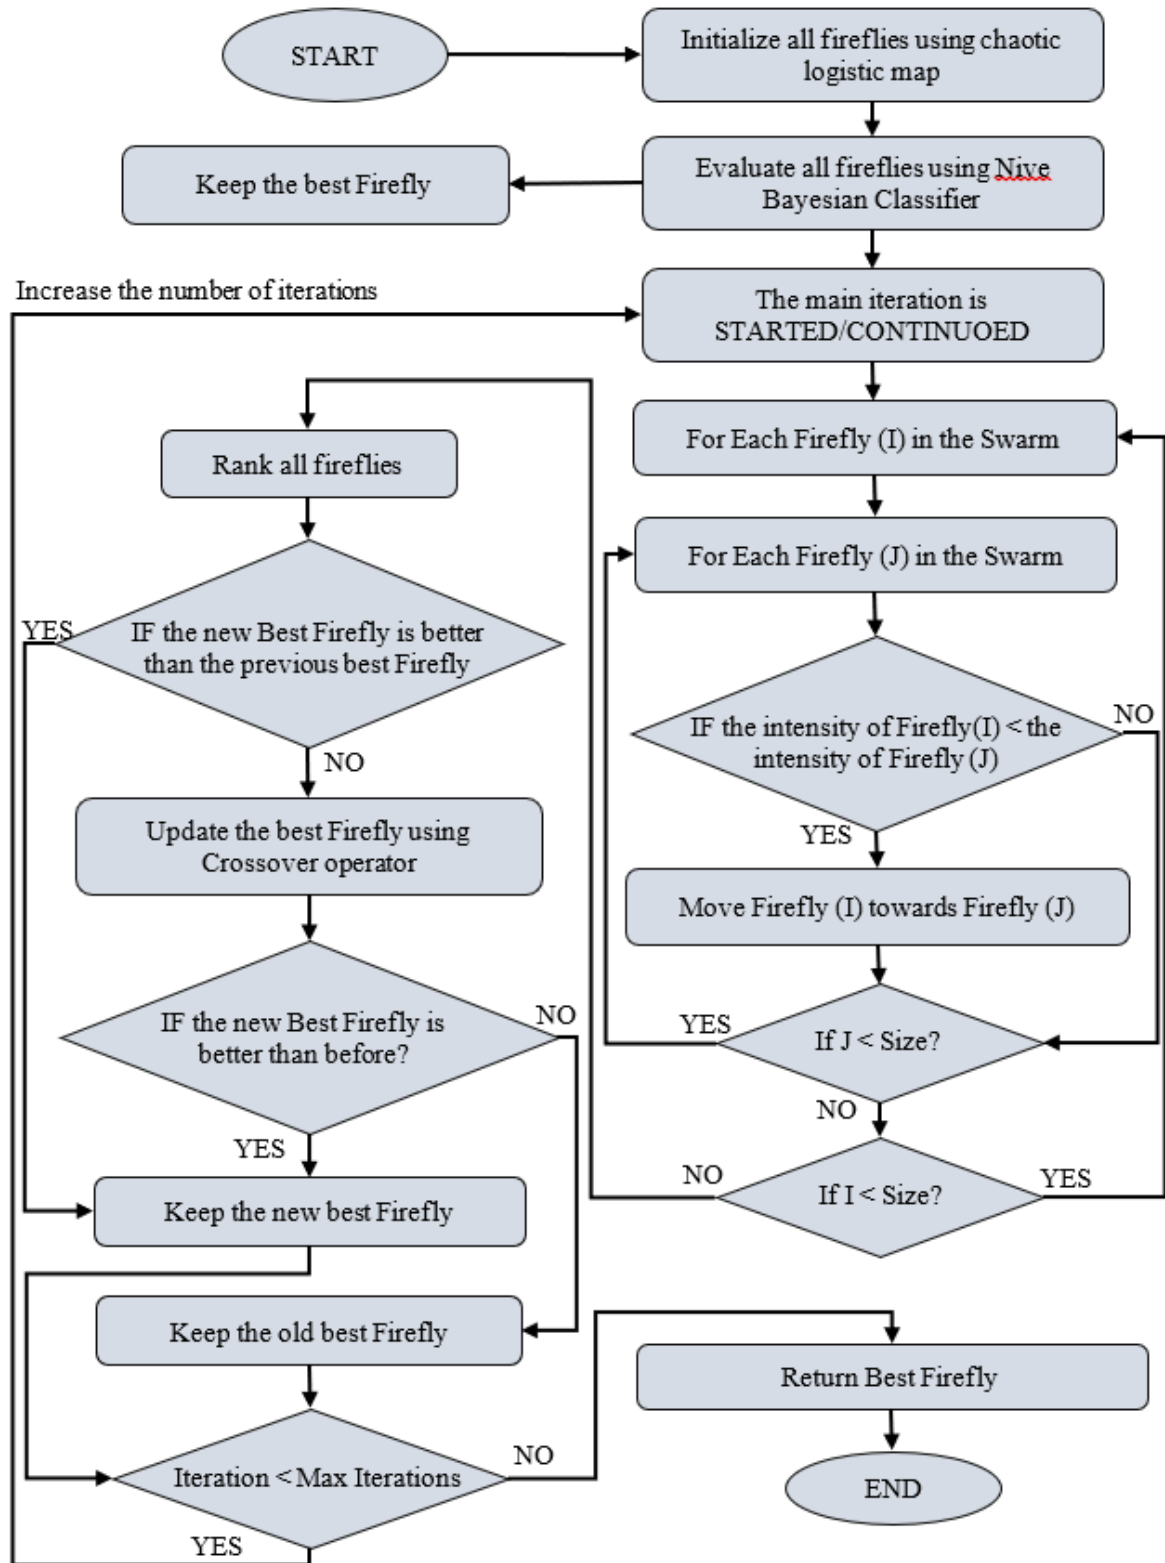 START
Initialize all fireflies using chaotic
logistic map
Keep the best Firefly
Evaluate all fireflies using Nive
Bayesian Classifier
Increase the number of iterations
The main iteration is
STARTED/CONTINUOED
For Each Firefly (I) in the Swarm
Rank all fireflies
For Each Firefly (J) in the Swarm
YES
IF the new Best Firefly is better
than the previous best Firefly
NO
IF the intensity of Firefly(I) < the
intensity of Firefly (J)
NO
YES
Update the best Firefly using
Crossover operator
Move Firefly (I) towards Firefly (J)
IF the new Best Firefly is
better than before?
NO
YES
YES
If J < Size?
NO
Keep the new best Firefly
NO
If I < Size?
YES
Keep the old best Firefly
Return Best Firefly
Iteration < Max Iterations
NO
YES
END